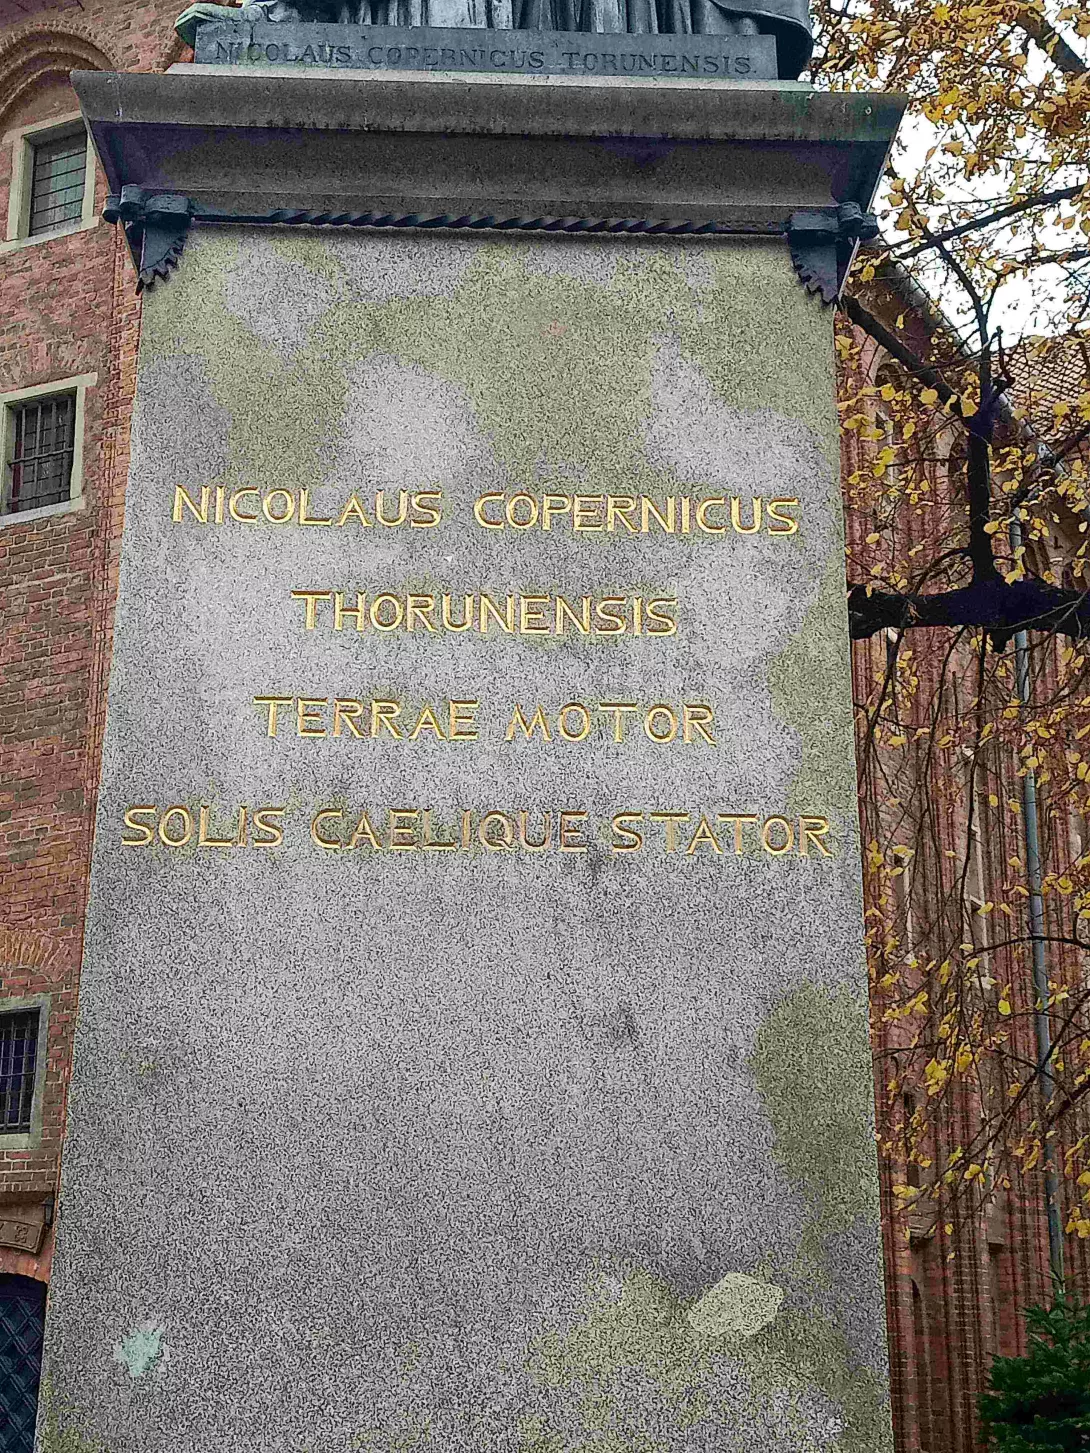 NICOLAUS COPERNICUS TORUNENSIS.
NICOLAUS COPERNICUS
THORUNENSIS
TERRAE MOTOR
SOLIS CAELIQUE STATOR